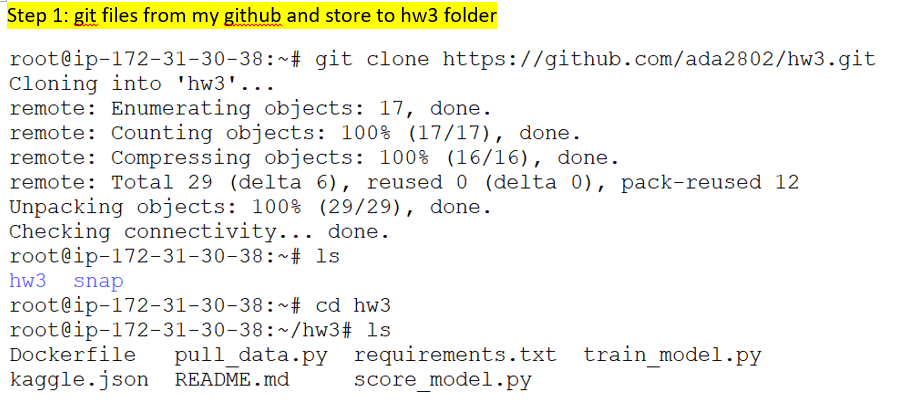 Step 1: git files from my github and store to hw3 folder
root@ip-172-31-30-38:~# git clone https://github.com/ada2802/hw3.git
Cloning into 'hw3'...
remote: Enumerating objects: 17, done.
remote: Counting objects: 100% (17/17), done.
remote: Compressing objects: 100% (16/16), done.
remote: Total 29 (delta 6), reused 0 (delta 0), pack-reused 12
Unpacking objects: 100% (29/29), done.
Checking connectivity... done.
root@ip-172-31-30-38:~# ls
hw3  snap
root@ip-172-31-30-38:~# cd hw3
root@ip-172-31-30-38:~/hw3# ls
Dockerfile   pull_data.py  requirements.txt  train_model.py
kaggle.json  README.md     score_model.py